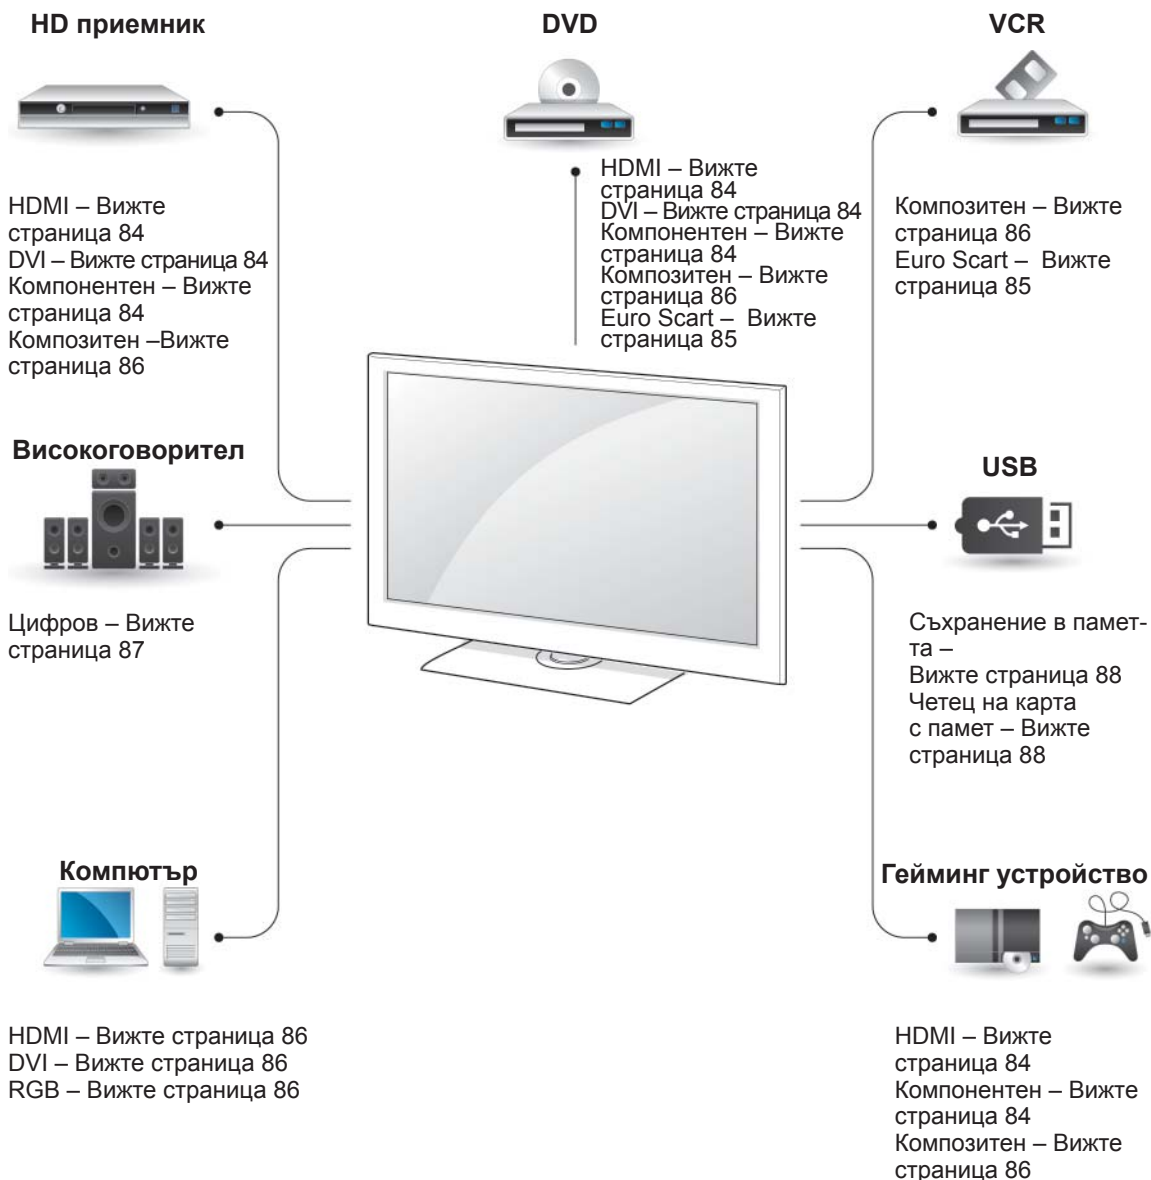 HD приемник
HDMI – Вижте
страница 84
DVI – Вижте страница 84
Компонентен – Вижте
страница 84
Композитен –Вижте
страница 86
DVD
HDMI – Вижте
страница 84
DVI – Вижте страница 84
Компонентен – Вижте
страница 84
Композитен – Вижте
страница 86
Euro Scart – Вижте
страница 85
VCR
Композитен – Вижте
страница 86
Euro Scart – Вижте
страница 85
Високоговорител
Цифров – Вижте
страница 87
USB
Съхранение в памет-
та –
Вижте страница 88
Четец на карта
с памет – Вижте
страница 88
Компютър
HDMI – Вижте страница 86
DVI – Вижте страница 86
RGB – Вижте страница 86
Гейминг устройство
HDMI – Вижте
страница 84
Компонентен – Вижте
страница 84
Композитен – Вижте
страница 86